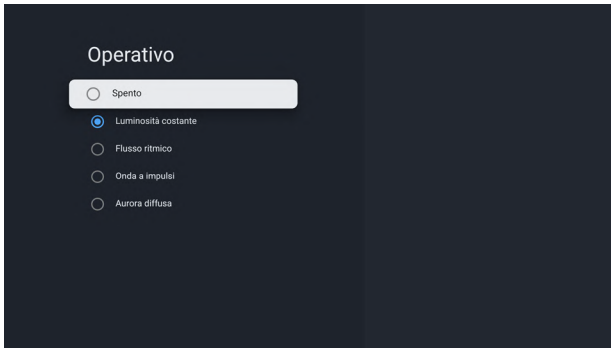 Operativo
Spento
Luminosità costante
Flusso ritmico
Onda a impulsi
Aurora diffusa